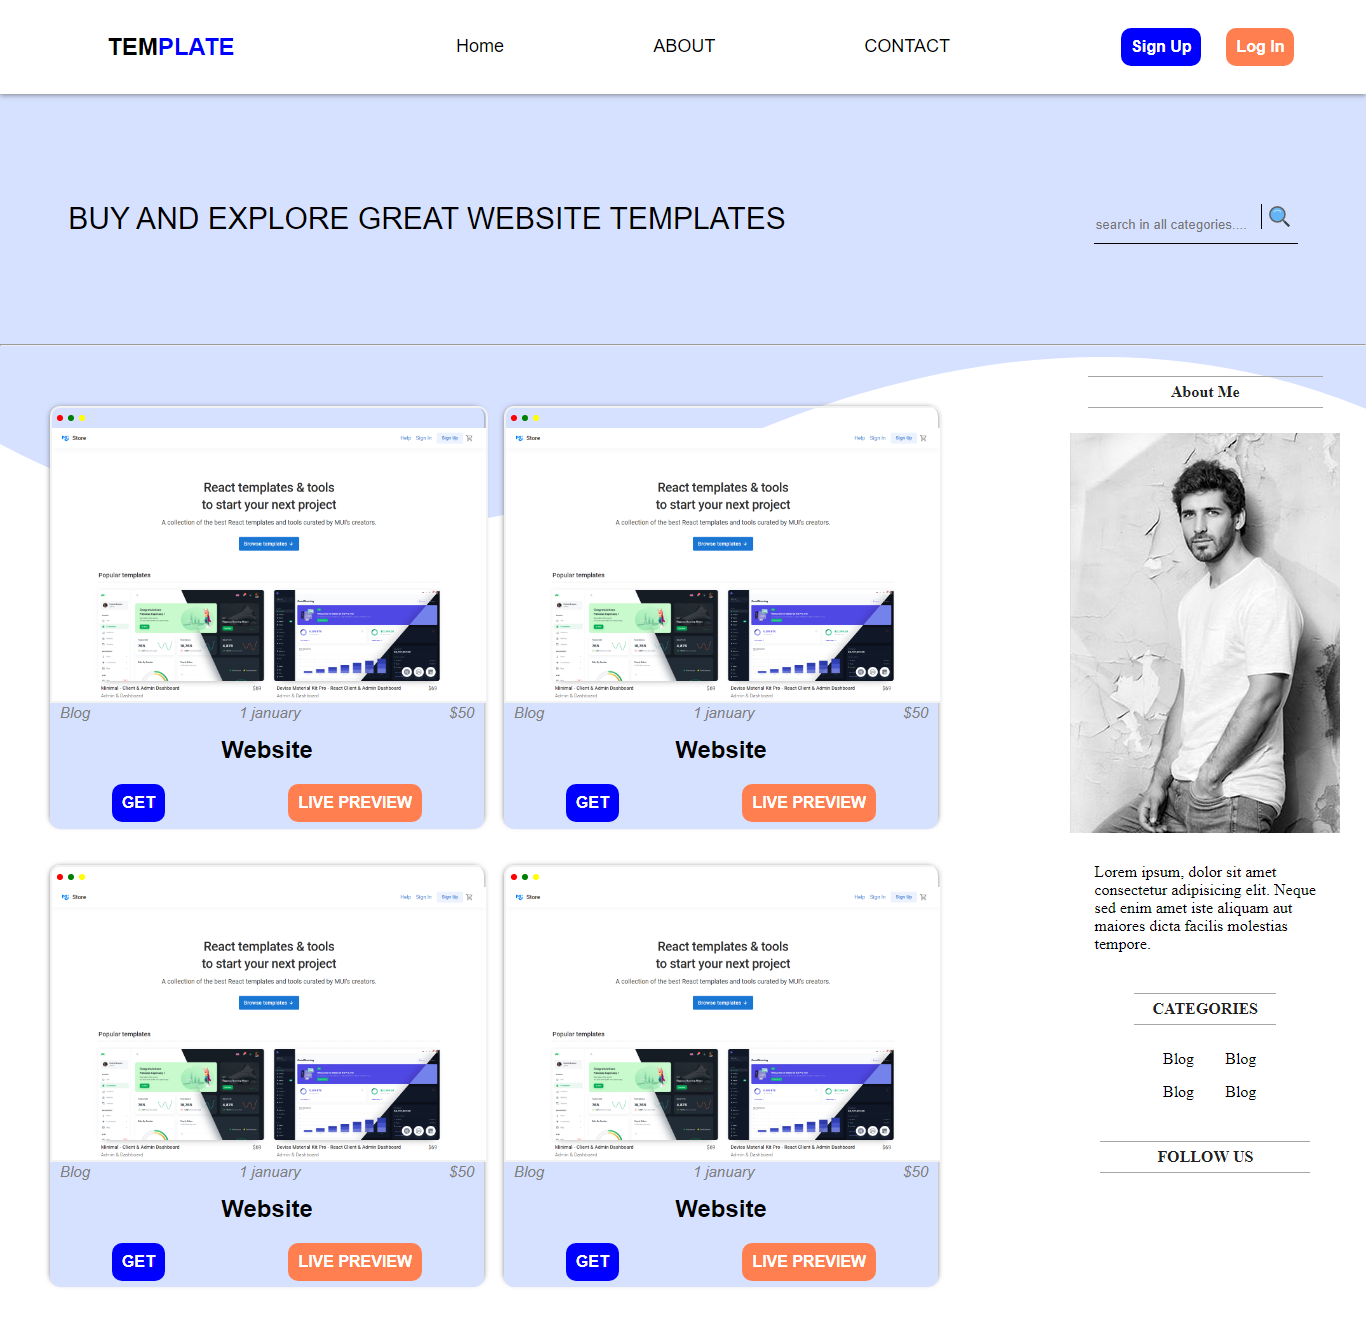 TEMPLATE
Home
ABOUT
CONTACT
Sign Up
Log In
BUY AND EXPLORE GREAT WEBSITE TEMPLATES
search in all categories....
Store
Help Sign In Sign Up
React templates & tools
to start your next project
A collection of the best React templates and tools curated by MUI's creators.
Browse templates
Popular templates
Minimal - Client & Admin Dashboard $69
Admin & Dashboard
Devias Material Kit Pro - React Client & Admin Dashboard $69
Admin & Dashboard
Blog 1 january $50
Website
GET LIVE PREVIEW
Store
Help Sign In Sign Up
React templates & tools
to start your next project
A collection of the best React templates and tools curated by MUI's creators.
Browse templates
Popular templates
Minimal - Client & Admin Dashboard $69
Admin & Dashboard
Devias Material Kit Pro - React Client & Admin Dashboard $69
Admin & Dashboard
Blog 1 january $50
Website
GET LIVE PREVIEW
Store
Help Sign In Sign Up
React templates & tools
to start your next project
A collection of the best React templates and tools curated by MUI's creators.
Browse templates
Popular templates
Minimal - Client & Admin Dashboard $69
Admin & Dashboard
Devias Material Kit Pro - React Client & Admin Dashboard $69
Admin & Dashboard
Blog 1 january $50
Website
GET LIVE PREVIEW
Store
Help Sign In Sign Up
React templates & tools
to start your next project
A collection of the best React templates and tools curated by MUI's creators.
Browse templates
Popular templates
Minimal - Client & Admin Dashboard $69
Admin & Dashboard
Devias Material Kit Pro - React Client & Admin Dashboard $69
Admin & Dashboard
Blog 1 january $50
Website
GET LIVE PREVIEW
About Me
Lorem ipsum, dolor sit amet
consectetur adipisicing elit. Neque
sed enim amet iste aliquam aut
maiores dicta facilis molestias
tempore.
CATEGORIES
Blog Blog
Blog Blog
FOLLOW US